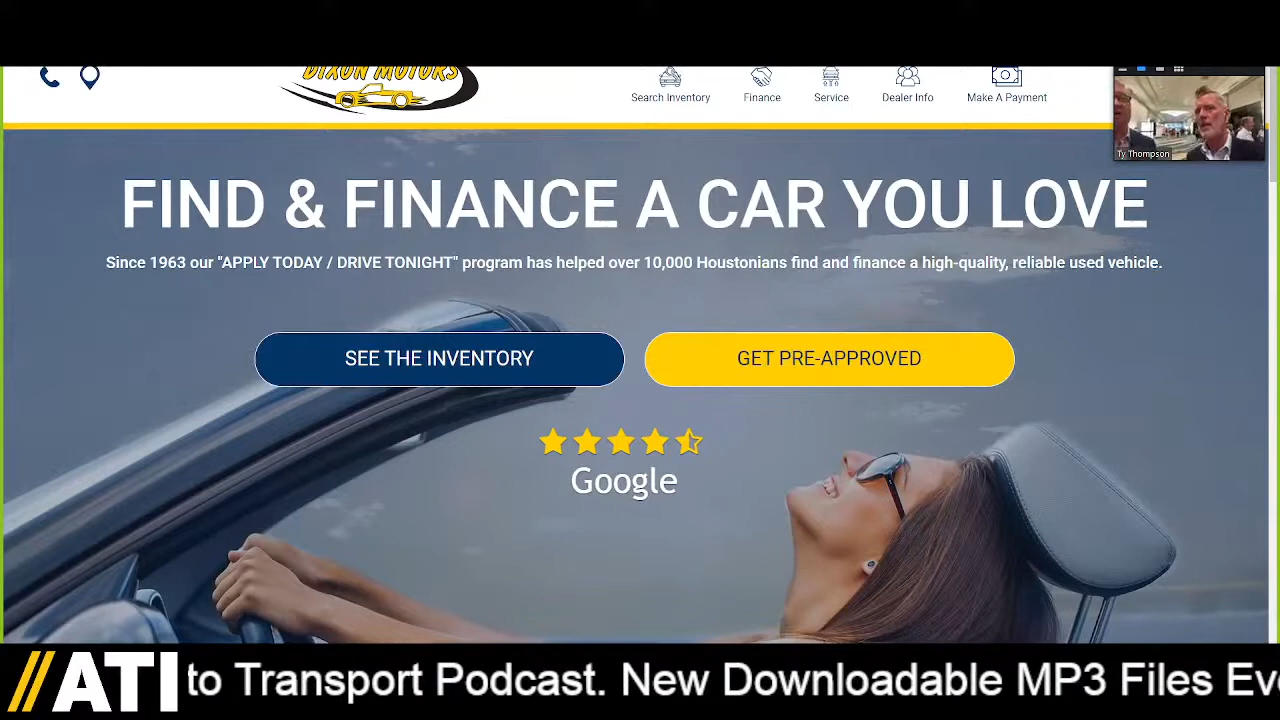 DIXON MOTORS
Search Inventory
Finance
Service
Dealer Info
Make A Payment
Ty Thompson
FIND & FINANCE A CAR YOU LOVE
Since 1963 our "APPLY TODAY / DRIVE TONIGHT" program has helped over 10,000 Houstonians find and finance a high-quality, reliable used vehicle.
SEE THE INVENTORY
GET PRE-APPROVED
Google
//ATI
to Transport Podcast. New Downloadable MP3 Files Eve